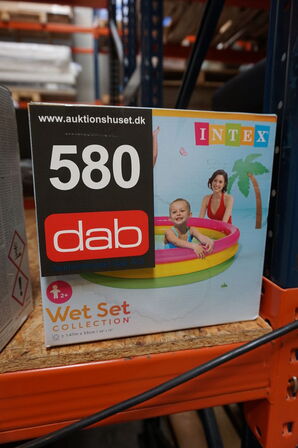 www.auktionshuset.dk
580
dab
INTEX
2+
Wet Set
COLLECTION